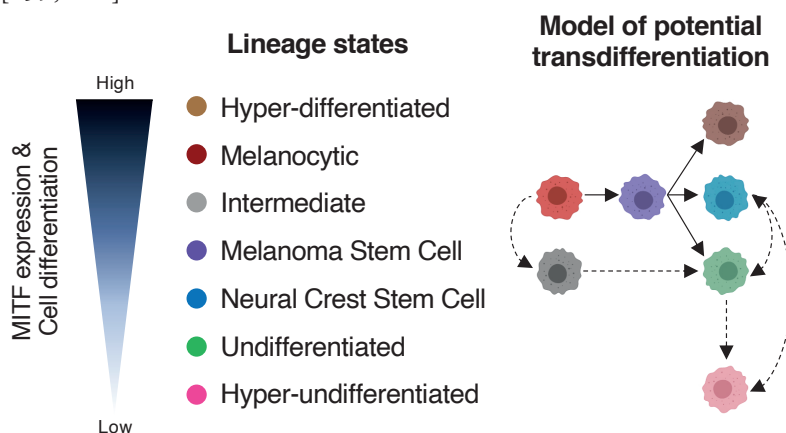 Lineage states
Model of potential
transdifferentiation
High
MITF expression &
Cell differentiation
Low
Hyper-differentiated
Melanocytic
Intermediate
Melanoma Stem Cell
Neural Crest Stem Cell
Undifferentiated
Hyper-undifferentiated